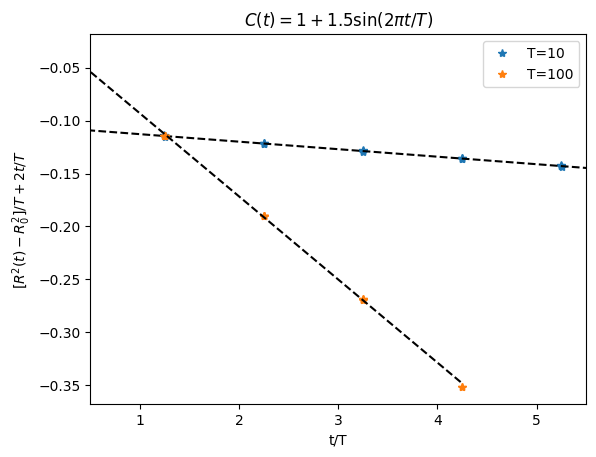 C(t) = 1 + 1.5sin(2πt/T)
T=10
T=100
[R²(t) − R₀²]/T + 2t/T
−0.05
−0.10
−0.15
−0.20
−0.25
−0.30
−0.35
1 2 3 4 5
t/T